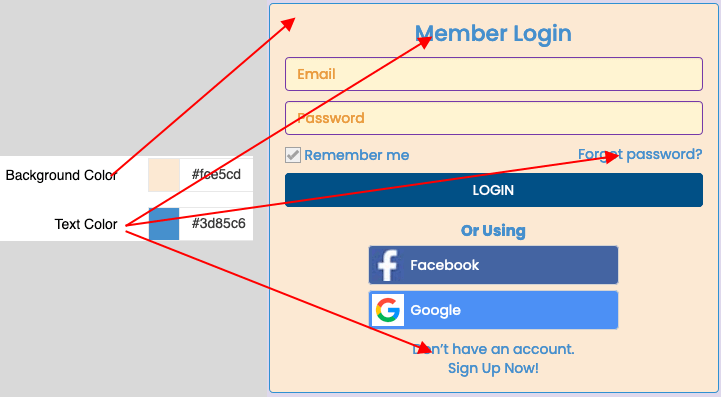 Member Login
Email
Password
Remember me
Forgot password?
LOGIN
Or Using
Facebook
Google
Don't have an account.
Sign Up Now!
Background Color
#fce5cd
Text Color
#3d85c6